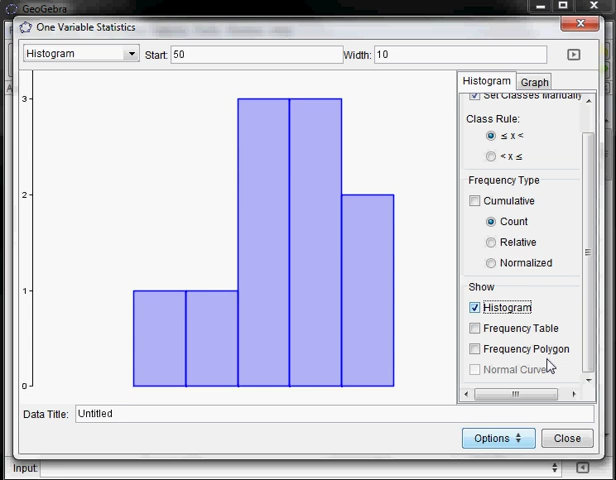 GeoGebra
One Variable Statistics
Histogram
Start: 50
Width: 10
Histogram
Graph
Set Classes Manually
Class Rule:
≤ x <
< x ≤
Frequency Type
Cumulative
Count
Relative
Normalized
Show
Histogram
Frequency Table
Frequency Polygon
Normal Curve
3
2
1
0
Data Title: Untitled
Options
Close
Input: